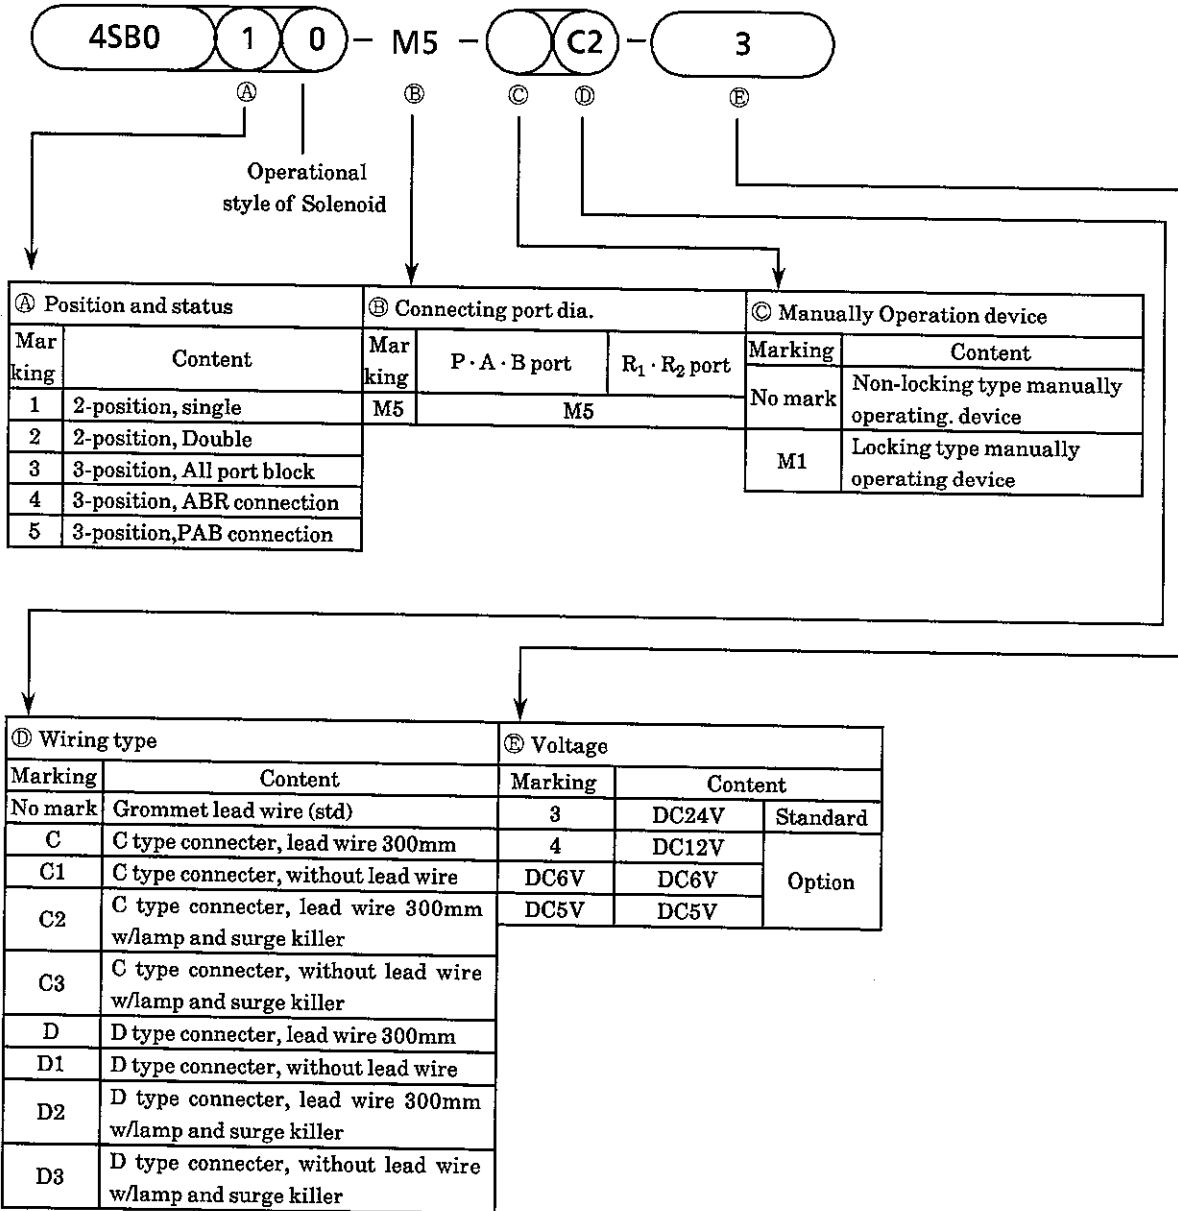 4SB0 1 0 - M5 - C2 - 3
Ⓐ Ⓑ Ⓒ Ⓓ Ⓔ
Operational
style of Solenoid
Ⓐ Position and status
Mar
king
Content
1 2-position, single
2 2-position, Double
3 3-position, All port block
4 3-position, ABR connection
5 3-position,PAB connection
Ⓑ Connecting port dia.
Mar
king
P · A · B port R₁ · R₂ port
M5 M5
Ⓒ Manually Operation device
Marking Content
No mark Non-locking type manually
operating. device
M1 Locking type manually
operating device
Ⓓ Wiring type
Marking Content
No mark Grommet lead wire (std)
C C type connecter, lead wire 300mm
C1 C type connecter, without lead wire
C2 C type connecter, lead wire 300mm
w/lamp and surge killer
C3 C type connecter, without lead wire
w/lamp and surge killer
D D type connecter, lead wire 300mm
D1 D type connecter, without lead wire
D2 D type connecter, lead wire 300mm
w/lamp and surge killer
D3 D type connecter, without lead wire
w/lamp and surge killer
Ⓔ Voltage
Marking Content
3 DC24V Standard
4 DC12V Option
DC6V DC6V
DC5V DC5V